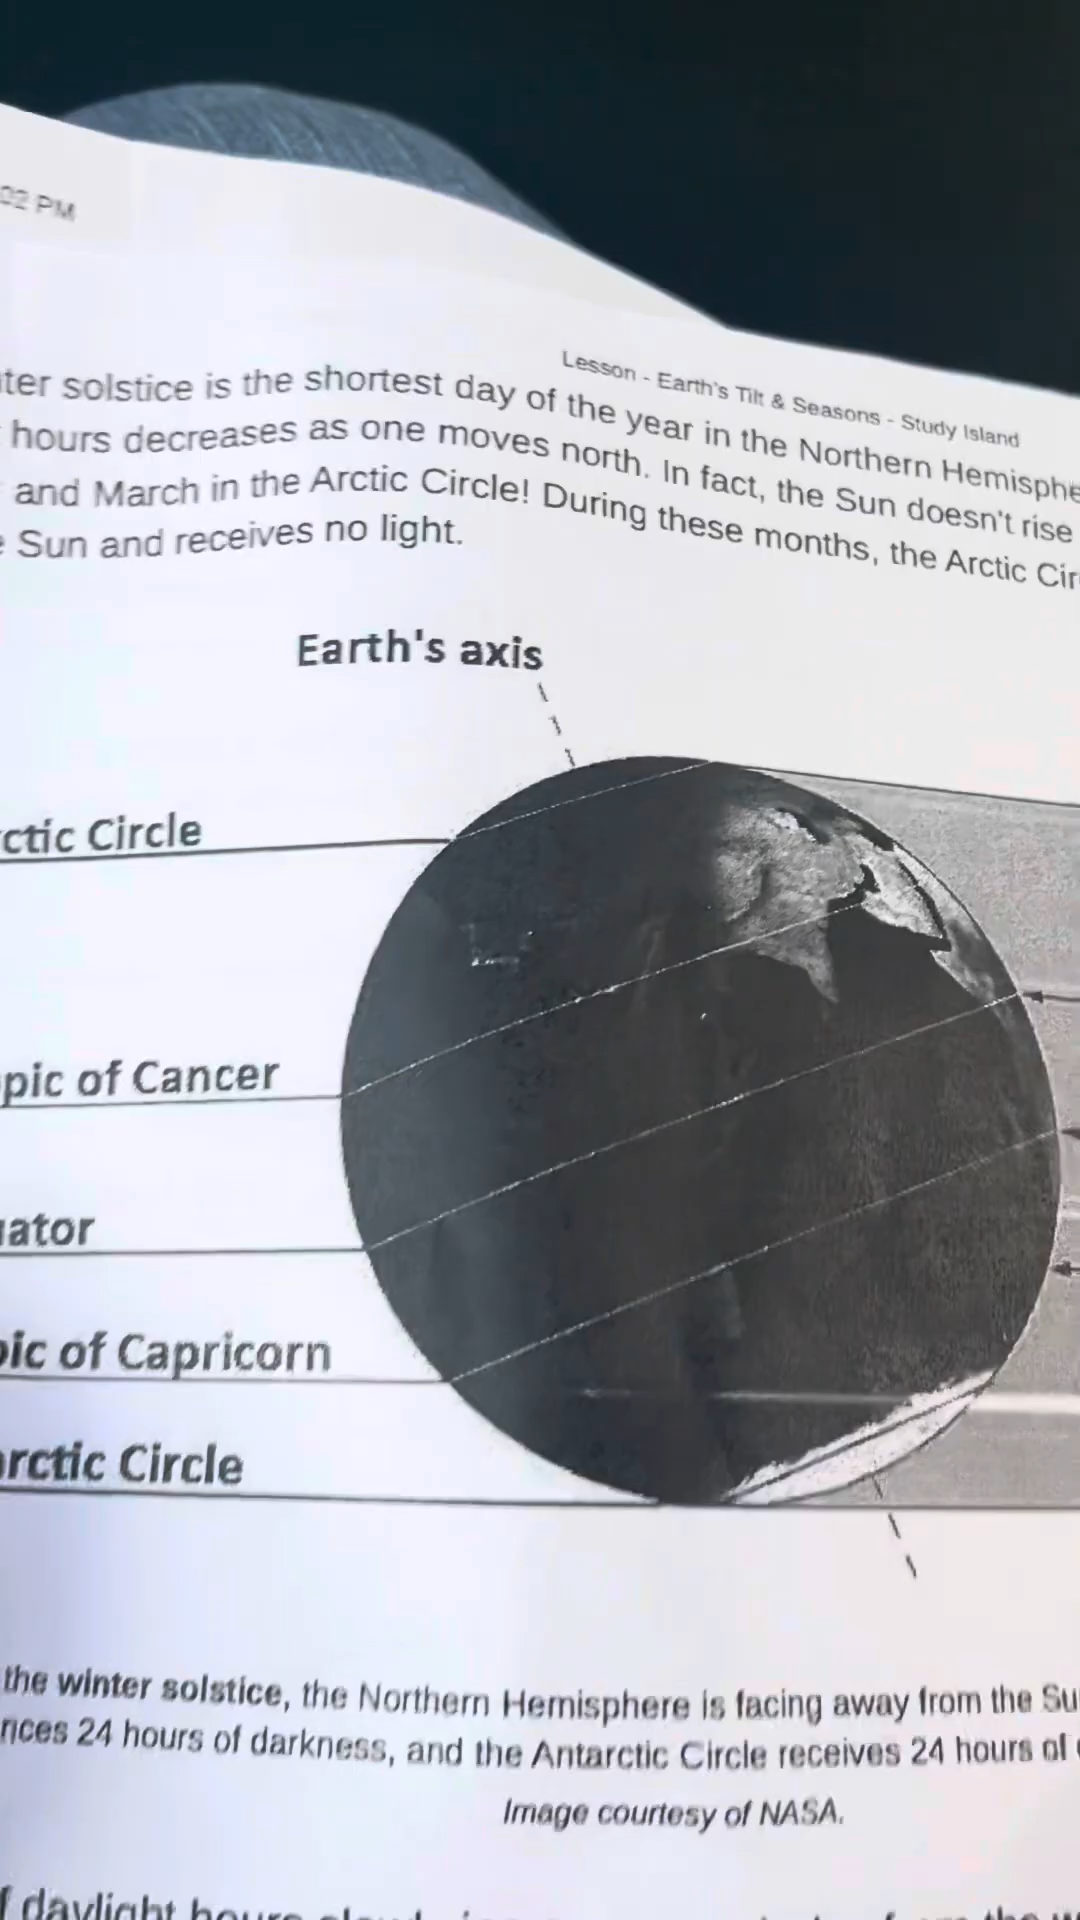 02 PM
Lesson - Earth's Tilt & Seasons - Study Island
ter solstice is the shortest day of the year in the Northern Hemisphe
hours decreases as one moves north. In fact, the Sun doesn't rise
and March in the Arctic Circle! During these months, the Arctic Cir
e Sun and receives no light.
Earth's axis
ctic Circle
pic of Cancer
uator
pic of Capricorn
arctic Circle
the winter solstice, the Northern Hemisphere is facing away from the Su
nces 24 hours of darkness, and the Antarctic Circle receives 24 hours of
Image courtesy of NASA.
f daylight hours